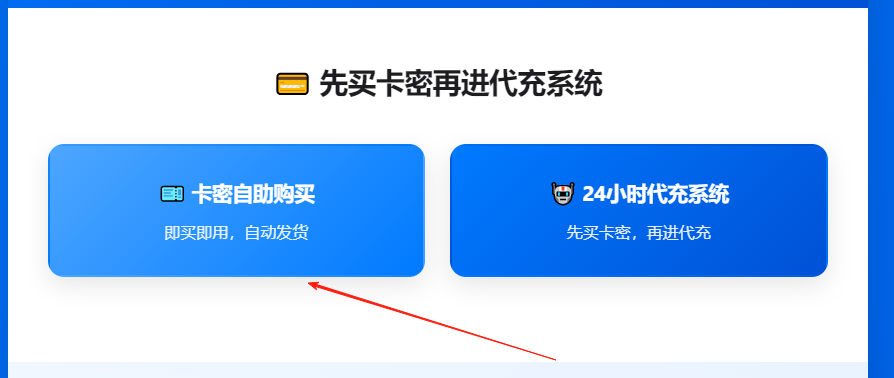 先买卡密再进代充系统
卡密自助购买
即买即用，自动发货
24小时代充系统
先买卡密，再进代充